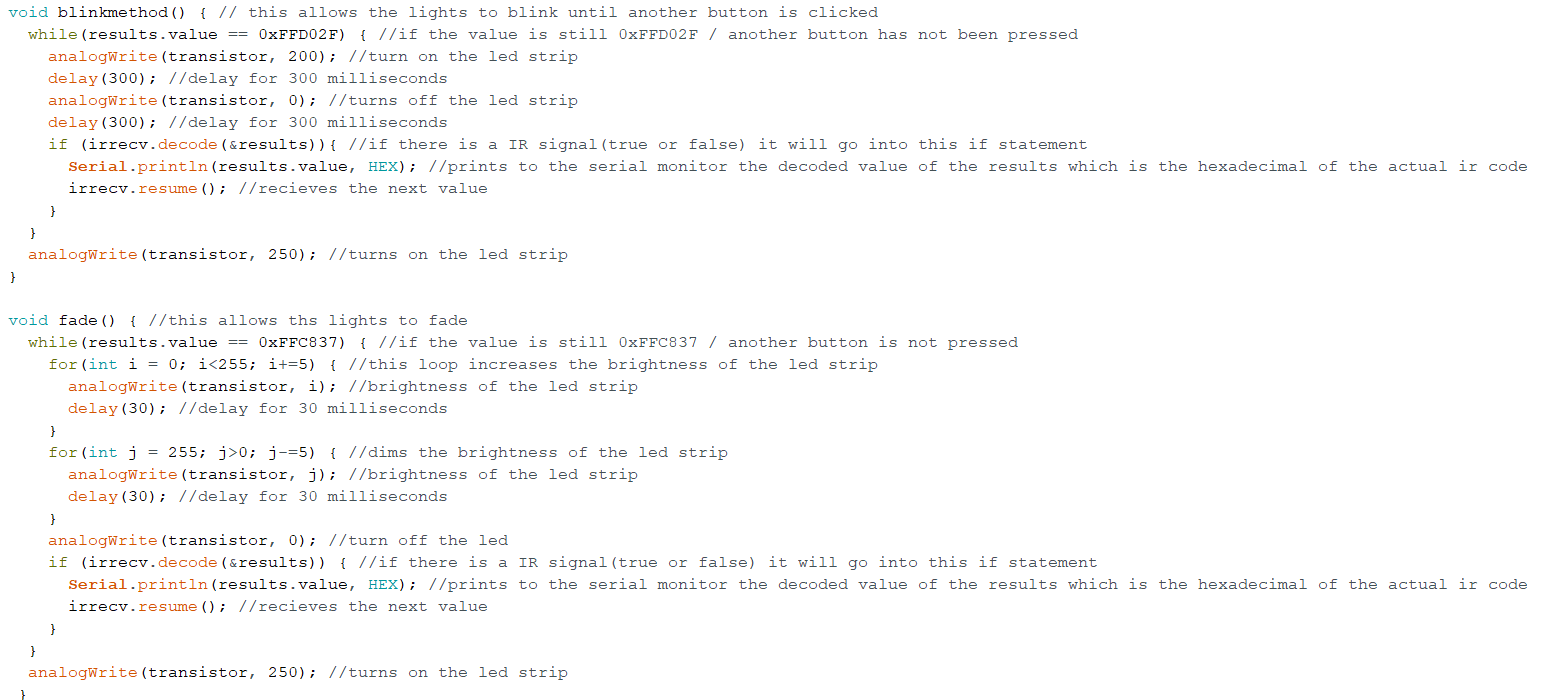 void blinkmethod() { // this allows the lights to blink until another button is clicked
  while(results.value == 0xFFD02F) { //if the value is still 0xFFD02F / another button has not been pressed
    analogWrite(transistor, 200); //turn on the led strip
    delay(300); //delay for 300 milliseconds
    analogWrite(transistor, 0); //turns off the led strip
    delay(300); //delay for 300 milliseconds
    if (irrecv.decode(&results)){ //if there is a IR signal(true or false) it will go into this if statement
      Serial.println(results.value, HEX); //prints to the serial monitor the decoded value of the results which is the hexadecimal of the actual ir code
      irrecv.resume(); //recieves the next value
    }
  }
  analogWrite(transistor, 250); //turns on the led strip
}
void fade() { //this allows ths lights to fade
  while(results.value == 0xFFC837) { //if the value is still 0xFFC837 / another button is not pressed
    for(int i = 0; i<255; i+=5) { //this loop increases the brightness of the led strip
      analogWrite(transistor, i); //brightness of the led strip
      delay(30); //delay for 30 milliseconds
    }
    for(int j = 255; j>0; j-=5) { //dims the brightness of the led strip
      analogWrite(transistor, j); //brightness of the led strip
      delay(30); //delay for 30 milliseconds
    }
    analogWrite(transistor, 0); //turn off the led
    if (irrecv.decode(&results)) { //if there is a IR signal(true or false) it will go into this if statement
      Serial.println(results.value, HEX); //prints to the serial monitor the decoded value of the results which is the hexadecimal of the actual ir code
      irrecv.resume(); //recieves the next value
    }
  }
  analogWrite(transistor, 250); //turns on the led strip
 }